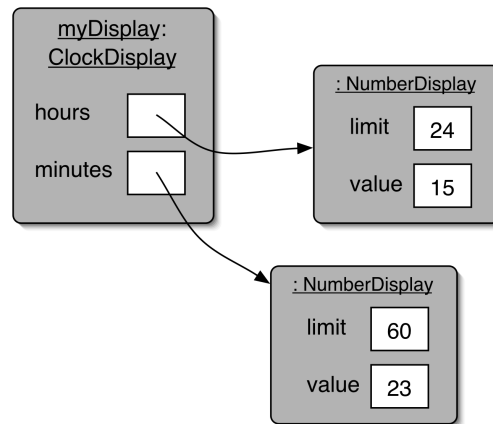 myDisplay:
ClockDisplay
hours
minutes
: NumberDisplay
limit 24
value 15
: NumberDisplay
limit 60
value 23